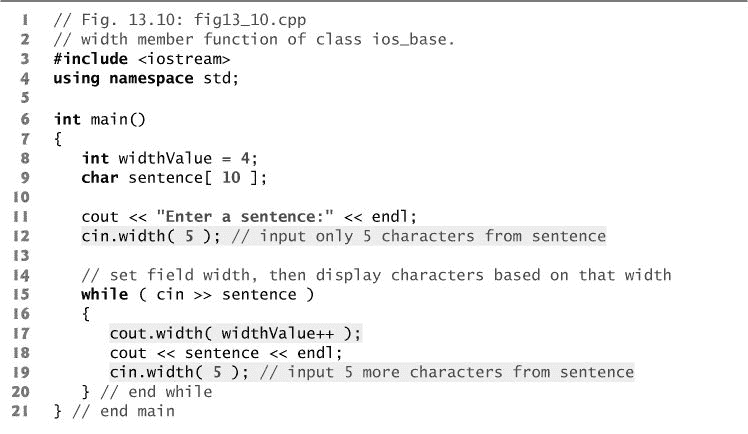 1 // Fig. 13.10: fig13_10.cpp
2 // width member function of class ios_base.
3 #include <iostream>
4 using namespace std;
5
6 int main()
7 {
8 int widthValue = 4;
9 char sentence[ 10 ];
10
11 cout << "Enter a sentence:" << endl;
12 cin.width( 5 ); // input only 5 characters from sentence
13
14 // set field width, then display characters based on that width
15 while ( cin >> sentence )
16 {
17 cout.width( widthValue++ );
18 cout << sentence << endl;
19 cin.width( 5 ); // input 5 more characters from sentence
20 } // end while
21 } // end main